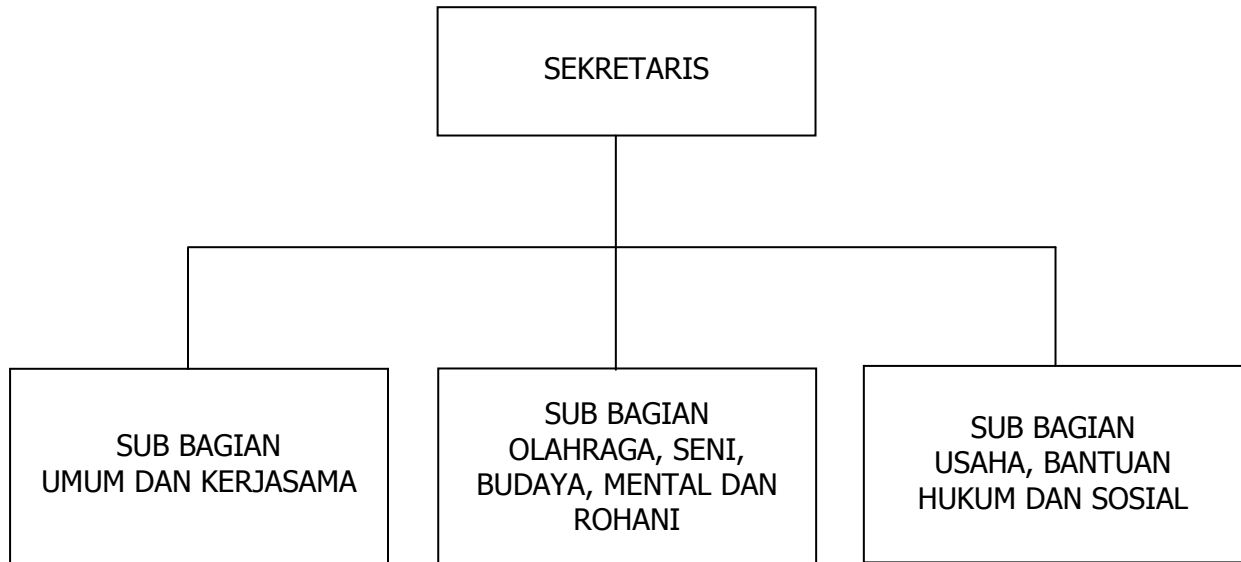 SEKRETARIS
SUB BAGIAN
UMUM DAN KERJASAMA
SUB BAGIAN
OLAHRAGA, SENI,
BUDAYA, MENTAL DAN
ROHANI
SUB BAGIAN
USAHA, BANTUAN
HUKUM DAN SOSIAL